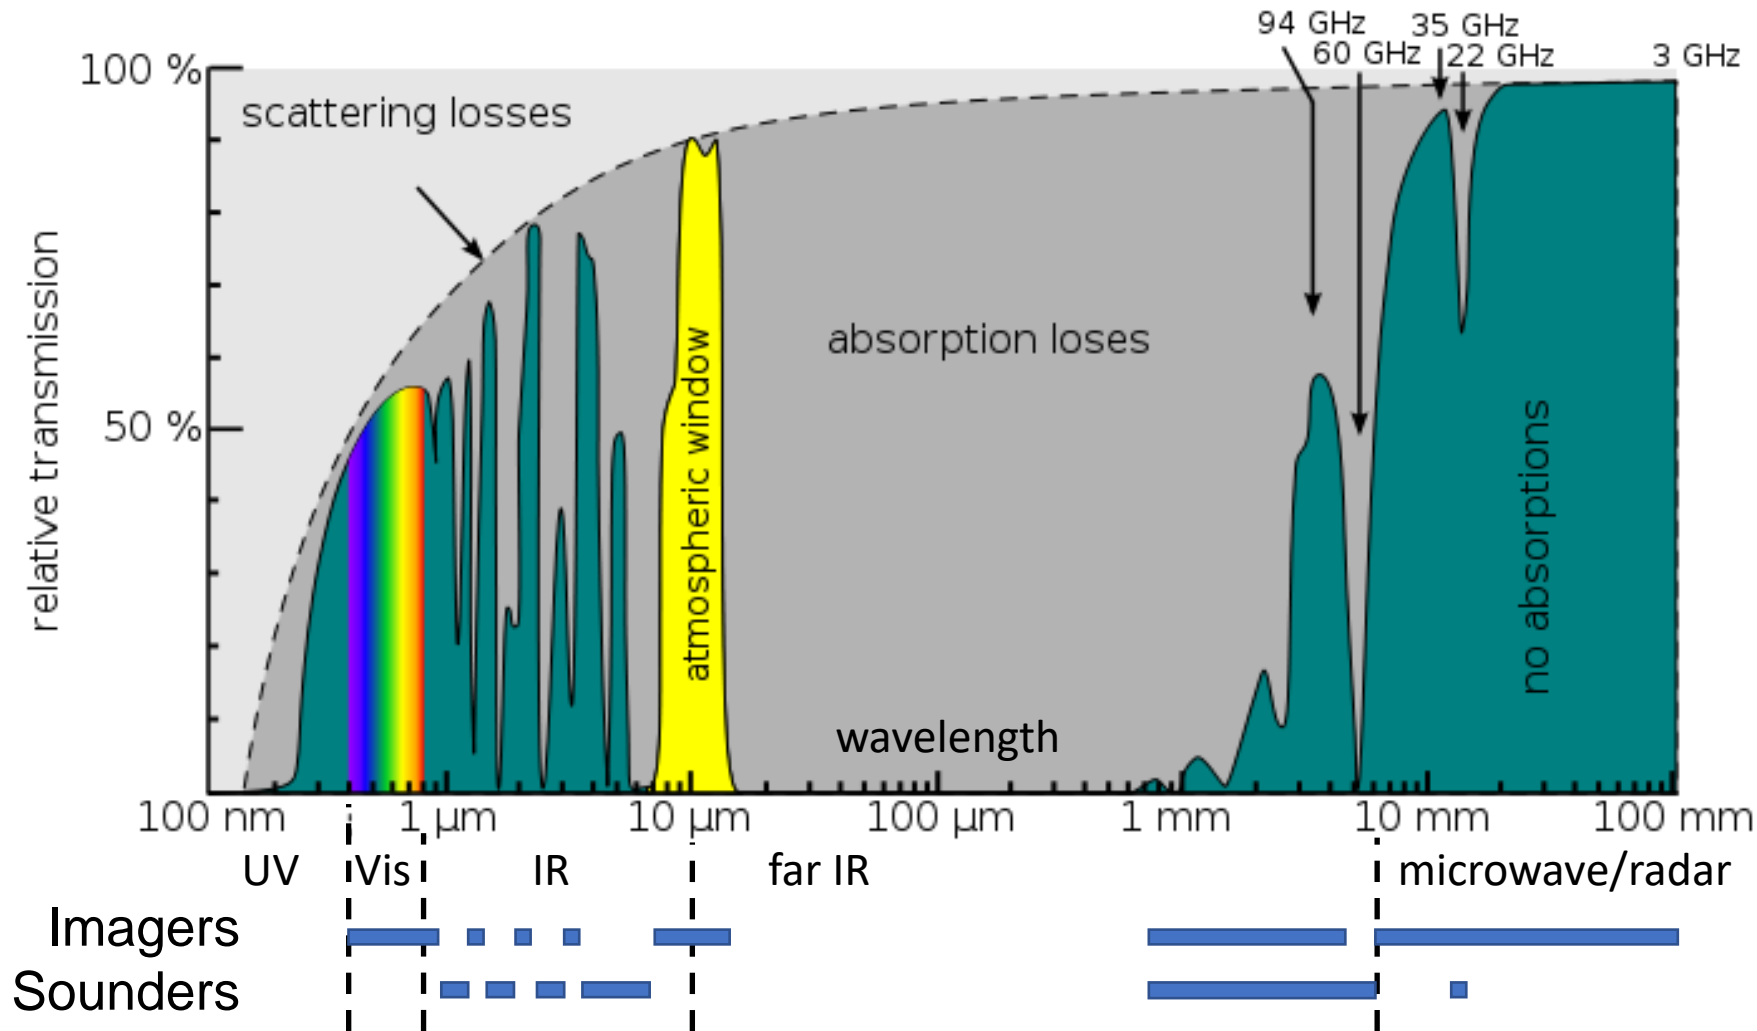 94 GHz
35 GHz
60 GHz
22 GHz
3 GHz
100 %
scattering losses
relative transmission
50 %
atmospheric window
absorption loses
no absorptions
wavelength
100 nm
1 µm
10 µm
100 µm
1 mm
10 mm
100 mm
UV
Vis
IR
far IR
microwave/radar
Imagers
Sounders